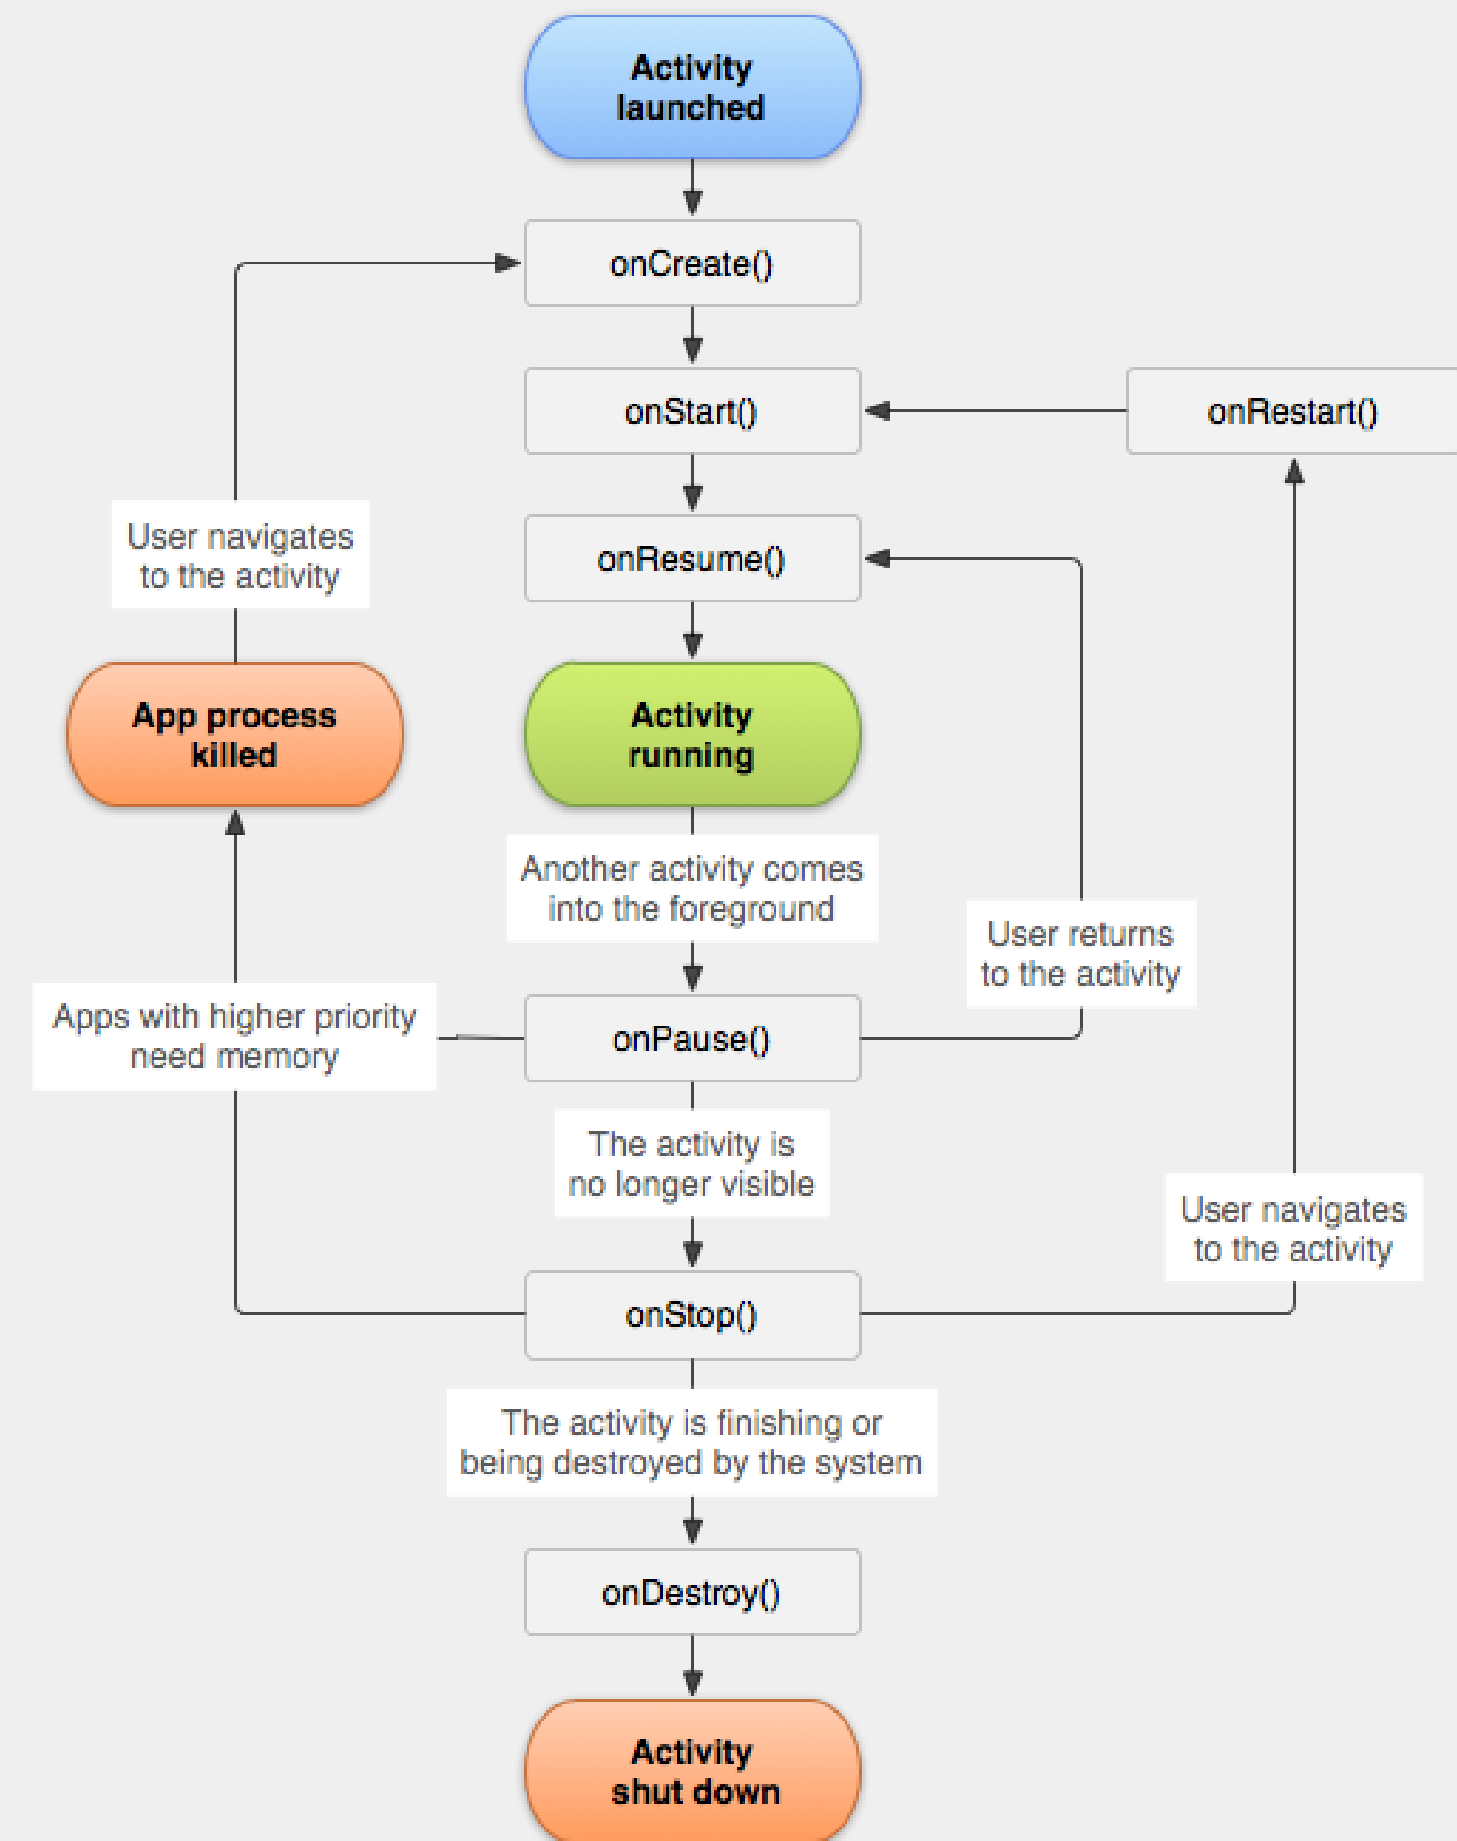 Activity
launched
onCreate()
onStart()
onRestart()
User navigates
to the activity
onResume()
App process
killed
Activity
running
Another activity comes
into the foreground
User returns
to the activity
Apps with higher priority
need memory
onPause()
The activity is
no longer visible
User navigates
to the activity
onStop()
The activity is finishing or
being destroyed by the system
onDestroy()
Activity
shut down